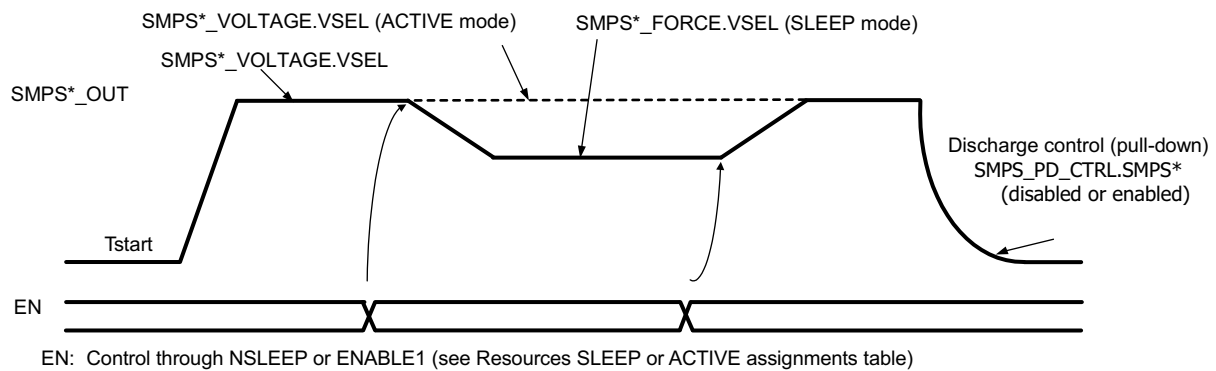 SMPS*_VOLTAGE.VSEL (ACTIVE mode)
SMPS*_FORCE.VSEL (SLEEP mode)
SMPS*_VOLTAGE.VSEL
SMPS*_OUT
Discharge control (pull-down)
SMPS_PD_CTRL.SMPS*
(disabled or enabled)
Tstart
EN
EN: Control through NSLEEP or ENABLE1 (see Resources SLEEP or ACTIVE assignments table)